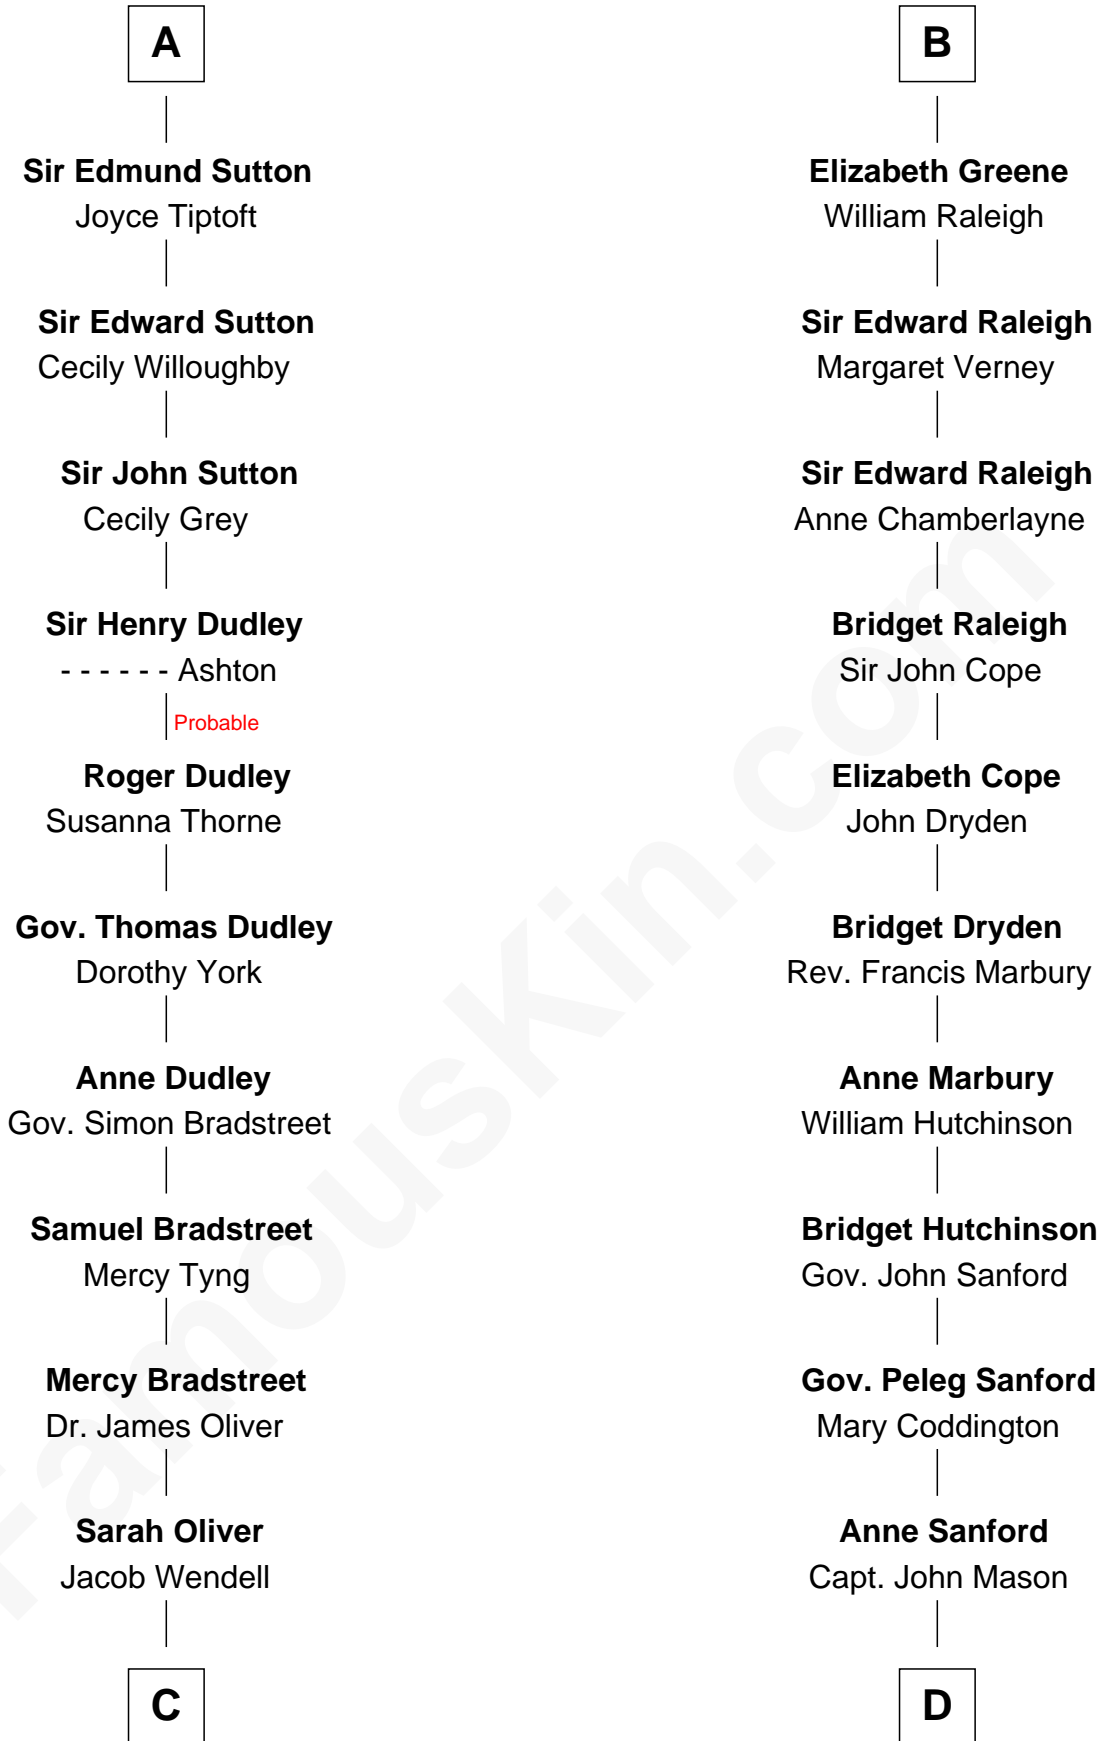 A
Sir Edmund Sutton
Joyce Tiptoft
Sir Edward Sutton
Cecily Willoughby
Sir John Sutton
Cecily Grey
Sir Henry Dudley
- - - - - - Ashton
Probable
Roger Dudley
Susanna Thorne
Gov. Thomas Dudley
Dorothy York
Anne Dudley
Gov. Simon Bradstreet
Samuel Bradstreet
Mercy Tyng
Mercy Bradstreet
Dr. James Oliver
Sarah Oliver
Jacob Wendell
C
B
Elizabeth Greene
William Raleigh
Sir Edward Raleigh
Margaret Verney
Sir Edward Raleigh
Anne Chamberlayne
Bridget Raleigh
Sir John Cope
Elizabeth Cope
John Dryden
Bridget Dryden
Rev. Francis Marbury
Anne Marbury
William Hutchinson
Bridget Hutchinson
Gov. John Sanford
Gov. Peleg Sanford
Mary Coddington
Anne Sanford
Capt. John Mason
D
FamousKin.com